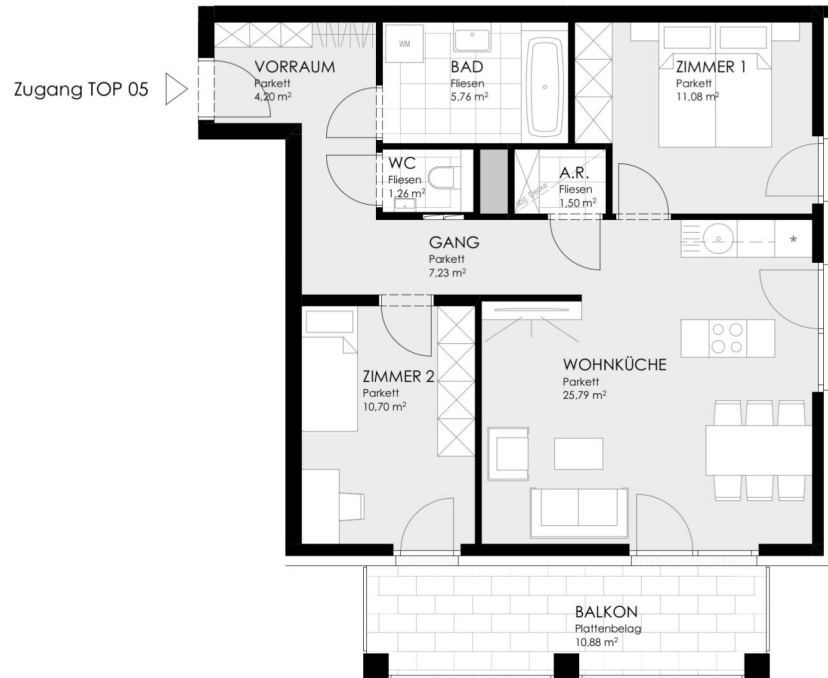 Zugang TOP 05
VORRAUM
Parkett
4,20 m²
WM
BAD
Fliesen
5,76 m²
ZIMMER 1
Parkett
11,08 m²
WC
Fliesen
1,26 m²
A.R.
Fliesen
1,50 m²
GANG
Parkett
7,23 m²
*
ZIMMER 2
Parkett
10,70 m²
WOHNKÜCHE
Parkett
25,79 m²
BALKON
Plattenbelag
10,88 m²